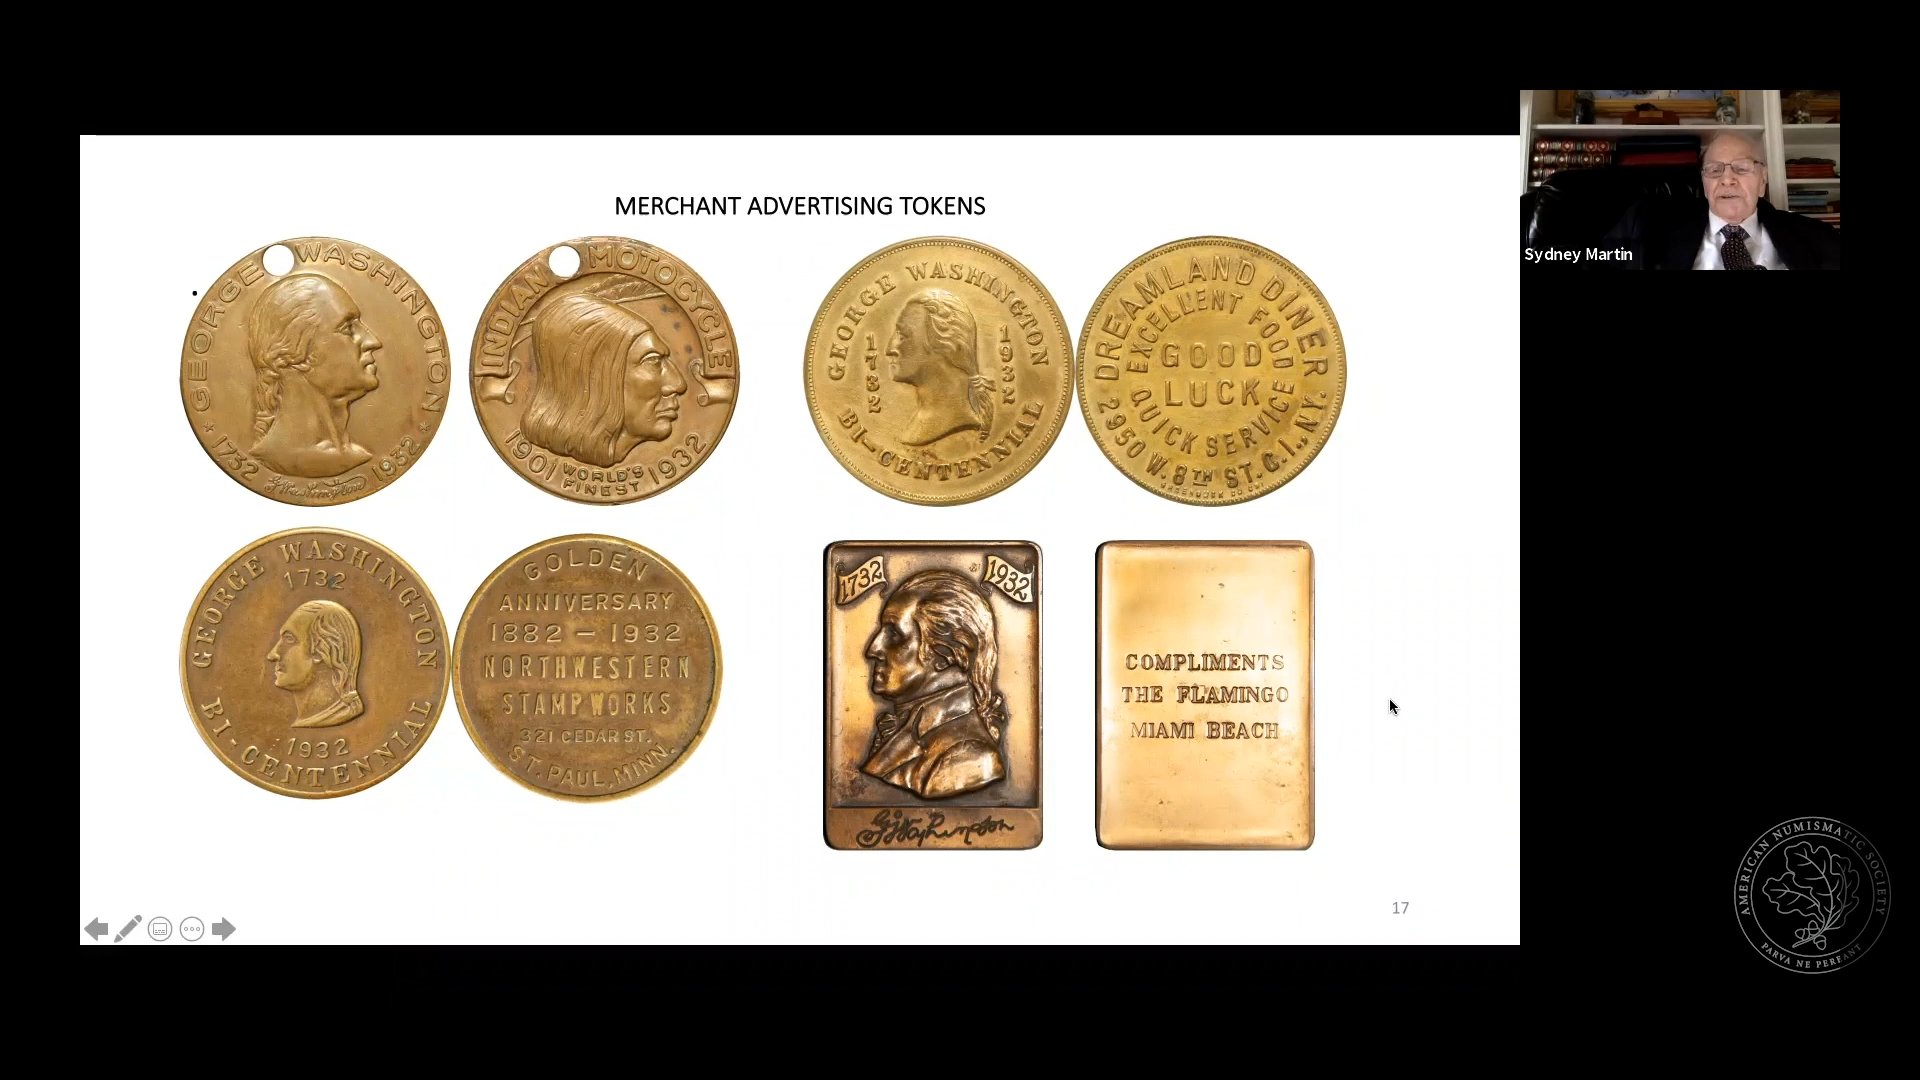 MERCHANT ADVERTISING TOKENS
GEORGE WASHINGTON
1732 1932
G Washington
INDIAN MOTOCYCLE
1901 WORLD'S 1932
FINEST
GEORGE WASHINGTON
1732 1932
BI-CENTENNIAL
DREAMLAND DINER
EXCELLENT FOOD
GOOD
LUCK
QUICK SERVICE
2950 W. 8TH ST. C.I., N.Y.
GEORGE WASHINGTON
1732
1932
BI-CENTENNIAL
GOLDEN
ANNIVERSARY
1882 – 1932
NORTHWESTERN
STAMP WORKS
321 CEDAR ST.
ST. PAUL, MINN.
1732 1932
G Washington
COMPLIMENTS
THE FLAMINGO
MIAMI BEACH
17
Sydney Martin
AMERICAN NUMISMATIC SOCIETY
PARVA NE PEREANT